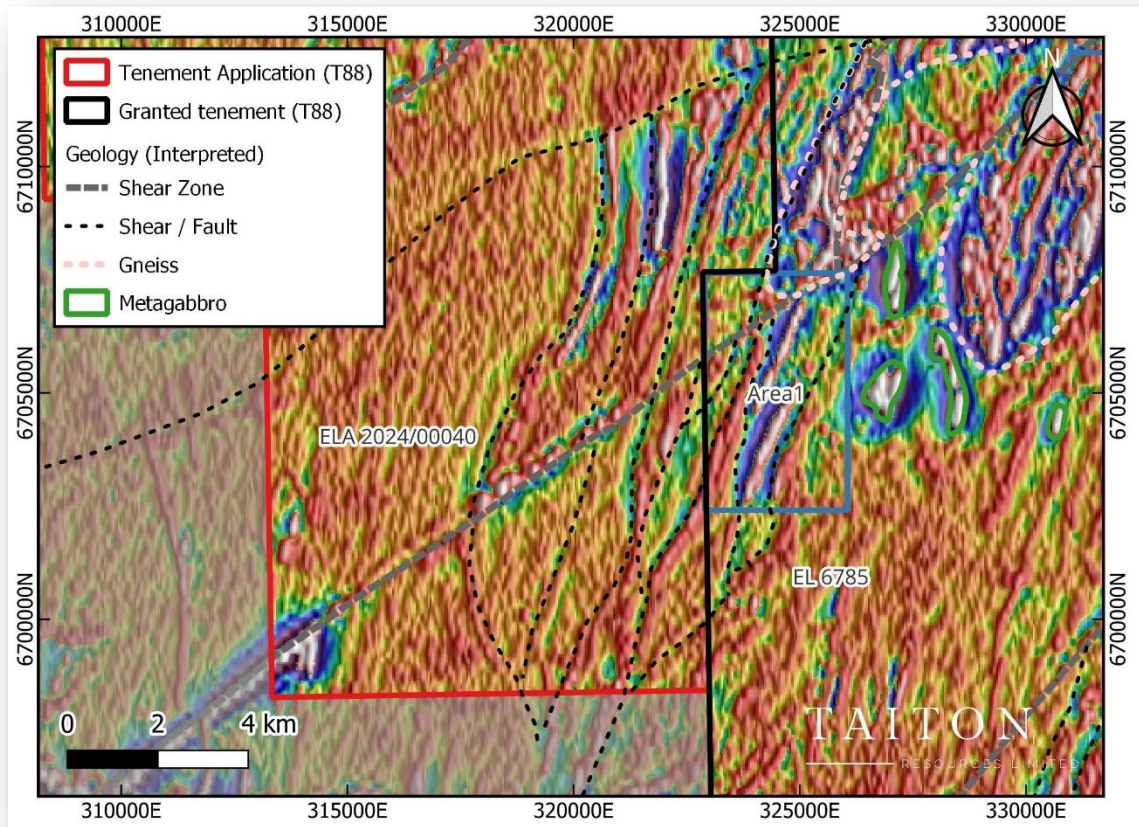 310000E 315000E 320000E 325000E 330000E
Tenement Application (T88)
Granted tenement (T88)
Geology (Interpreted)
Shear Zone
Shear / Fault
Gneiss
Metagabbro
N
6710000N
6710000N
6705000N
6705000N
Area1
ELA 2024/00040
EL 6785
6700000N
6700000N
0 2 4 km
TAITON
RESOURCES LIMITED
310000E 315000E 320000E 325000E 330000E